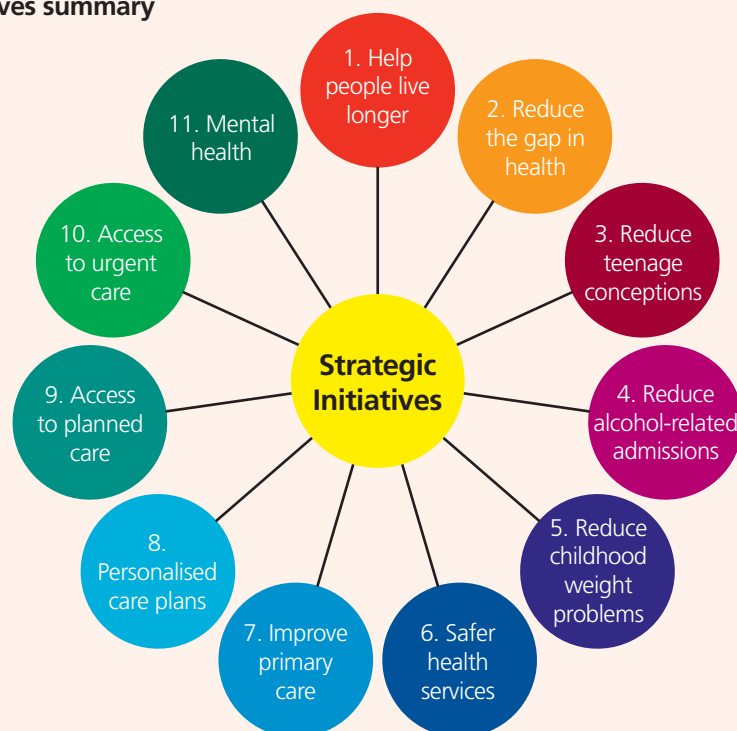 ves summary
1. Help
people live
longer
2. Reduce
the gap in
health
3. Reduce
teenage
conceptions
4. Reduce
alcohol-related
admissions
5. Reduce
childhood
weight
problems
6. Safer
health
services
7. Improve
primary
care
8.
Personalised
care plans
9. Access
to planned
care
10. Access
to urgent
care
11. Mental
health
Strategic
Initiatives